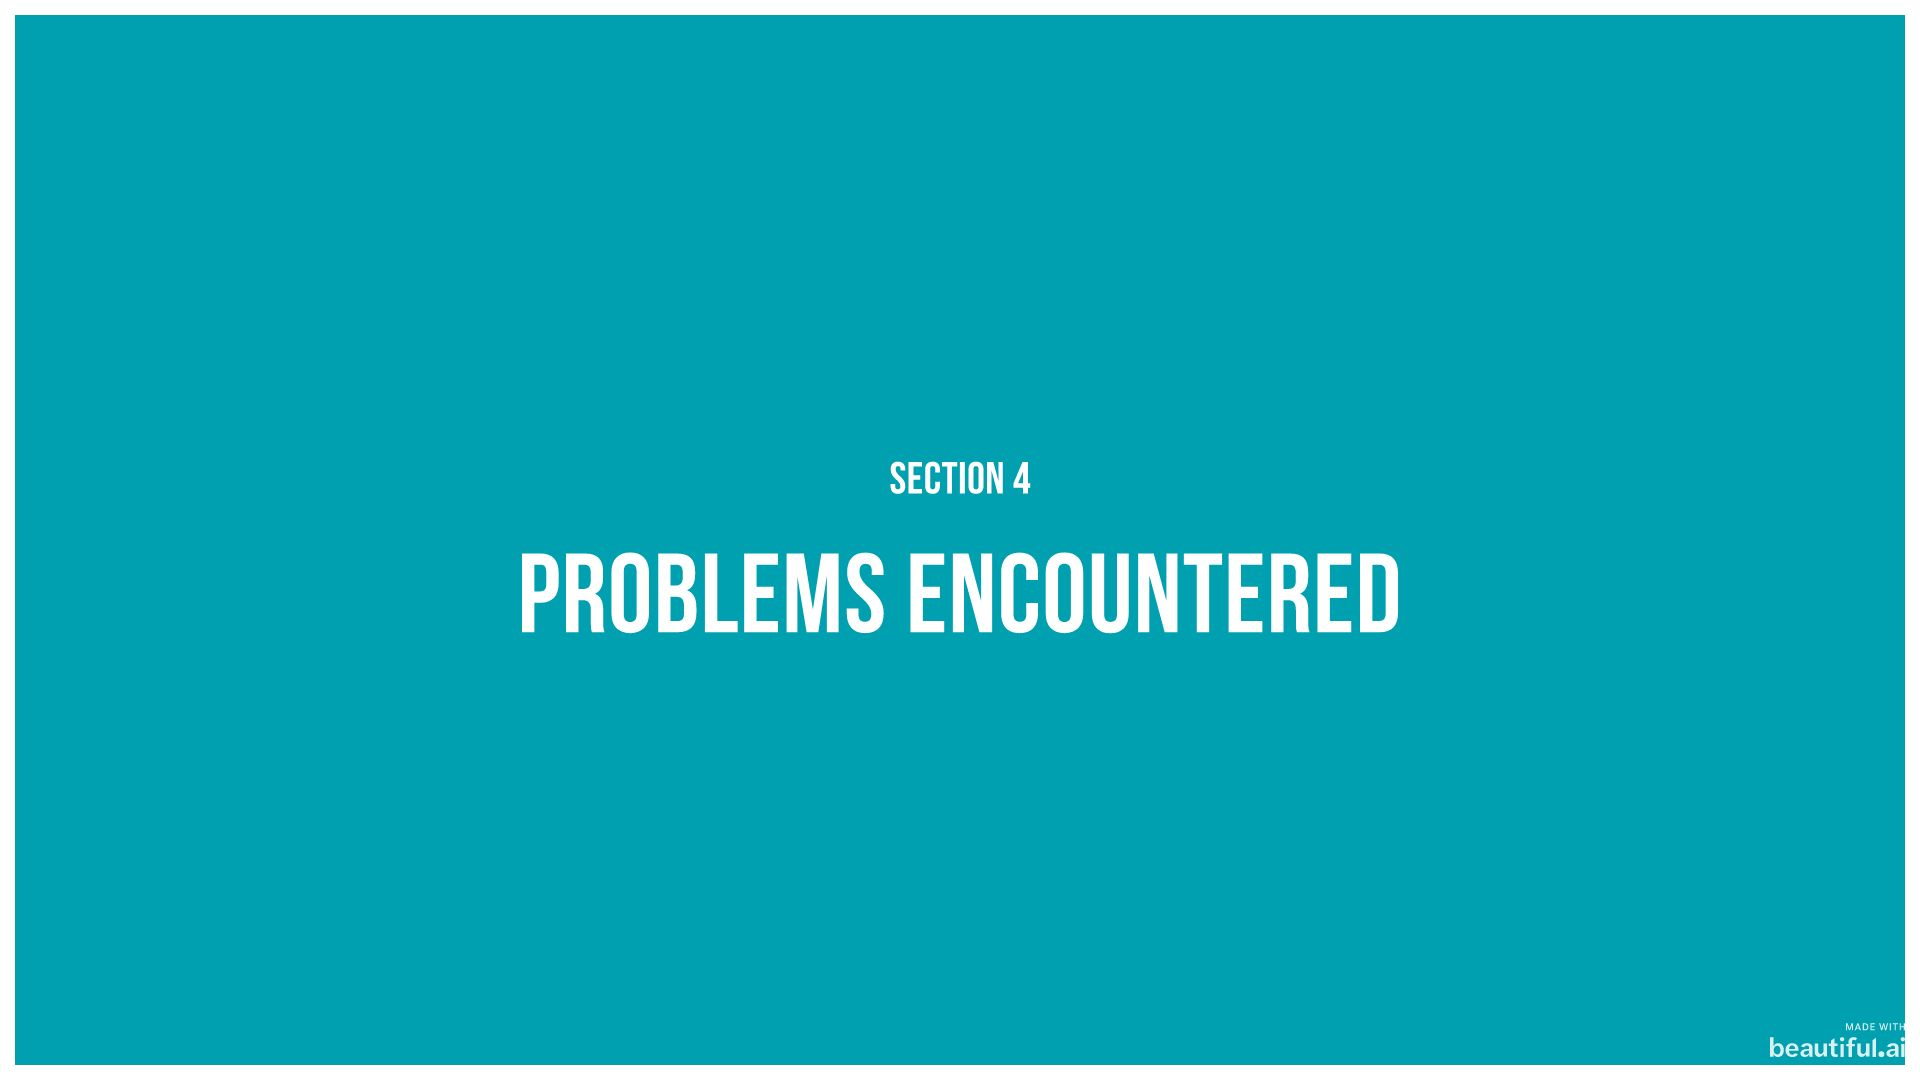 SECTION 4
PROBLEMS ENCOUNTERED
MADE WITH
beautiful.ai